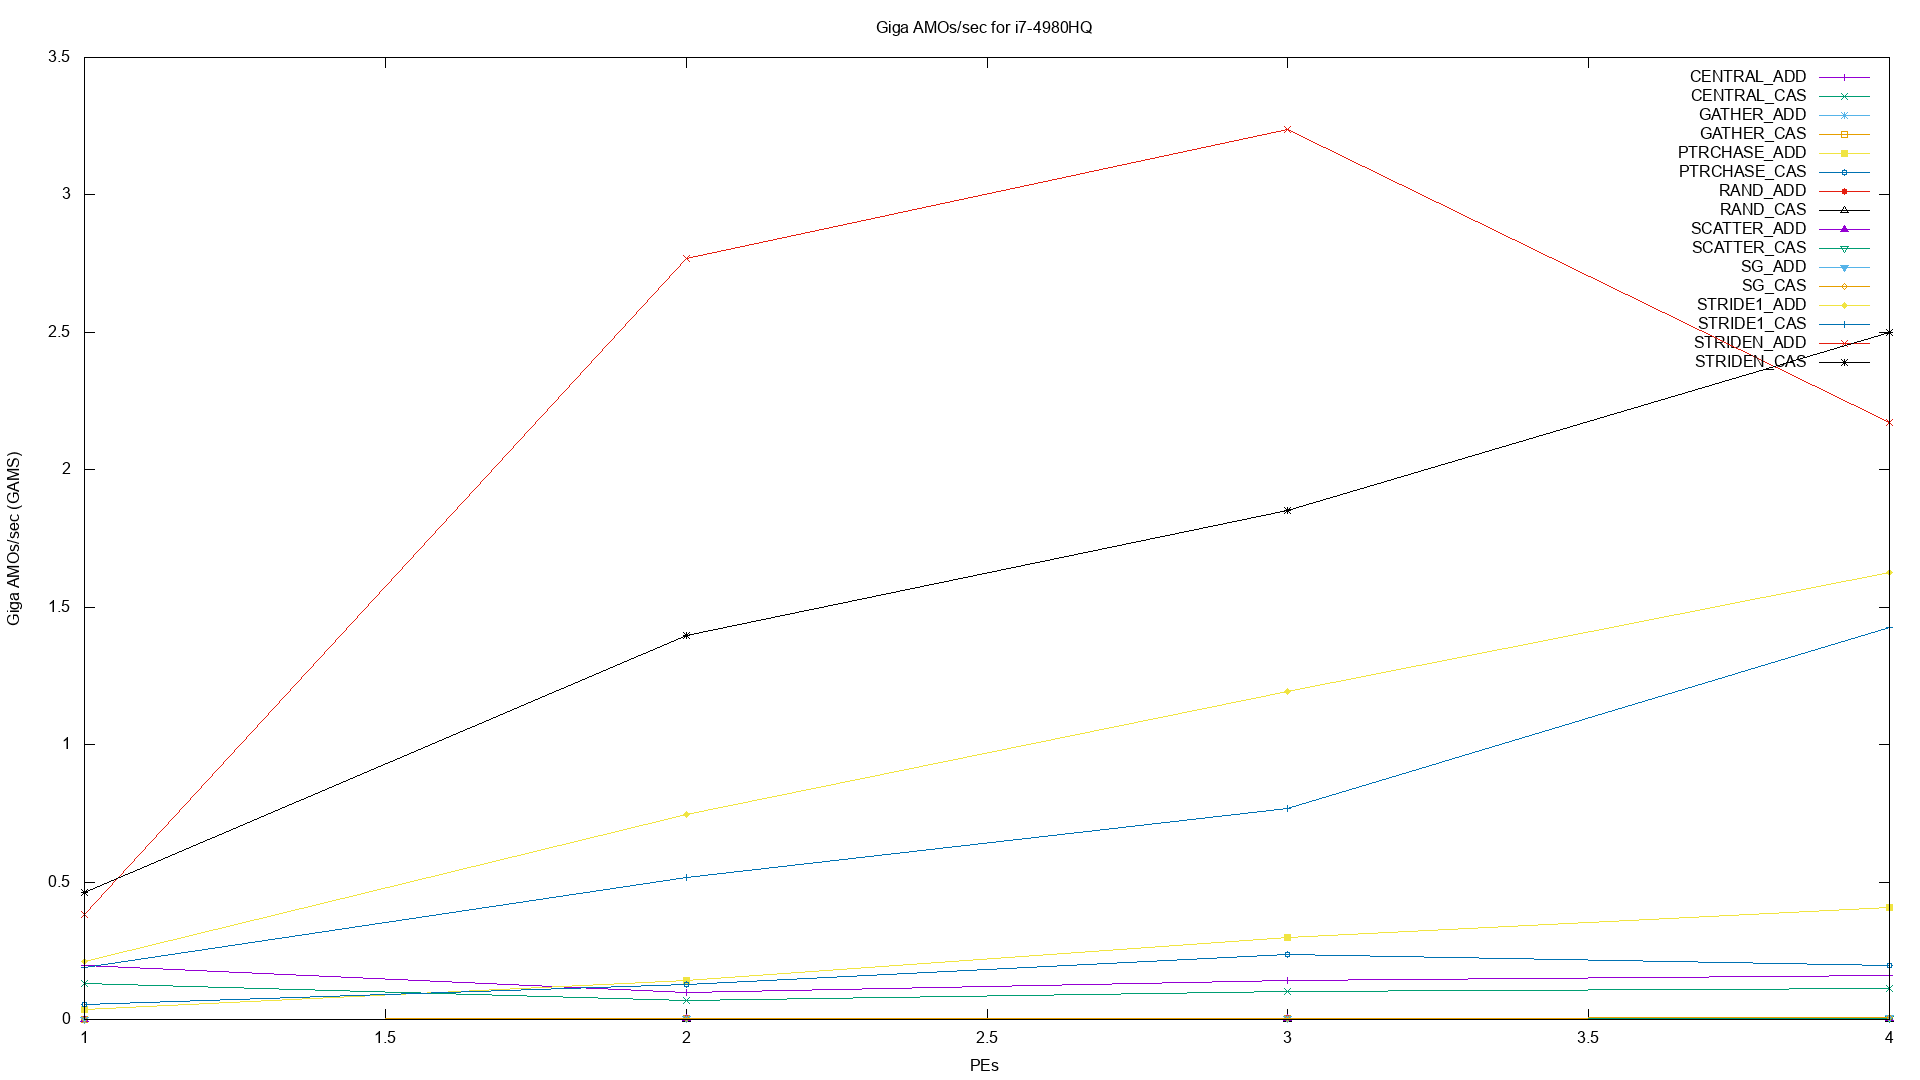 Giga AMOs/sec for i7-4980HQ
3.5
3
2.5
2
1.5
1
0.5
0
Giga AMOs/sec (GAMS)
CENTRAL_ADD
CENTRAL_CAS
GATHER_ADD
GATHER_CAS
PTRCHASE_ADD
PTRCHASE_CAS
RAND_ADD
RAND_CAS
SCATTER_ADD
SCATTER_CAS
SG_ADD
SG_CAS
STRIDE1_ADD
STRIDE1_CAS
STRIDEN_ADD
STRIDEN_CAS
1 1.5 2 2.5 3 3.5 4
PEs